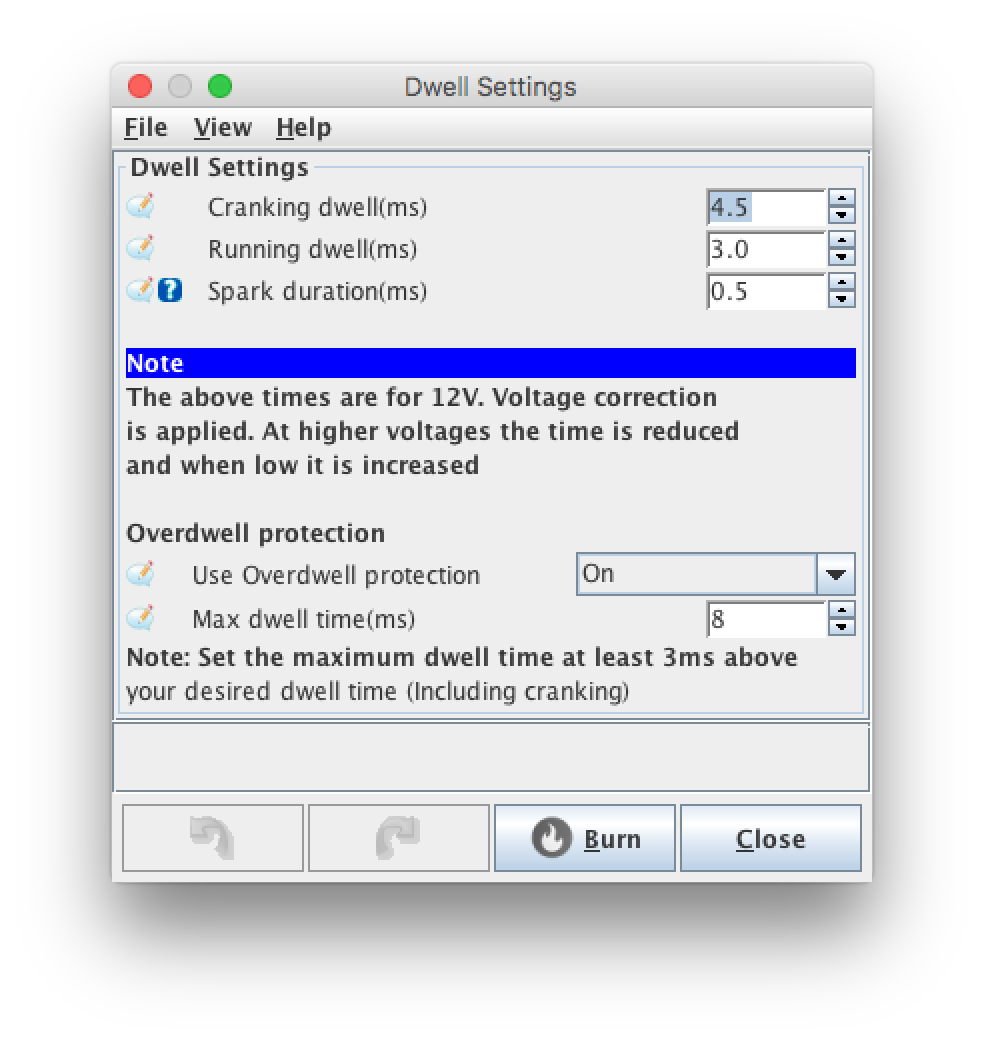 Dwell Settings
File View Help
Dwell Settings
Cranking dwell(ms) 4.5
Running dwell(ms) 3.0
? Spark duration(ms) 0.5
Note
The above times are for 12V. Voltage correction
is applied. At higher voltages the time is reduced
and when low it is increased
Overdwell protection
Use Overdwell protection On
Max dwell time(ms) 8
Note: Set the maximum dwell time at least 3ms above
your desired dwell time (Including cranking)
Burn Close